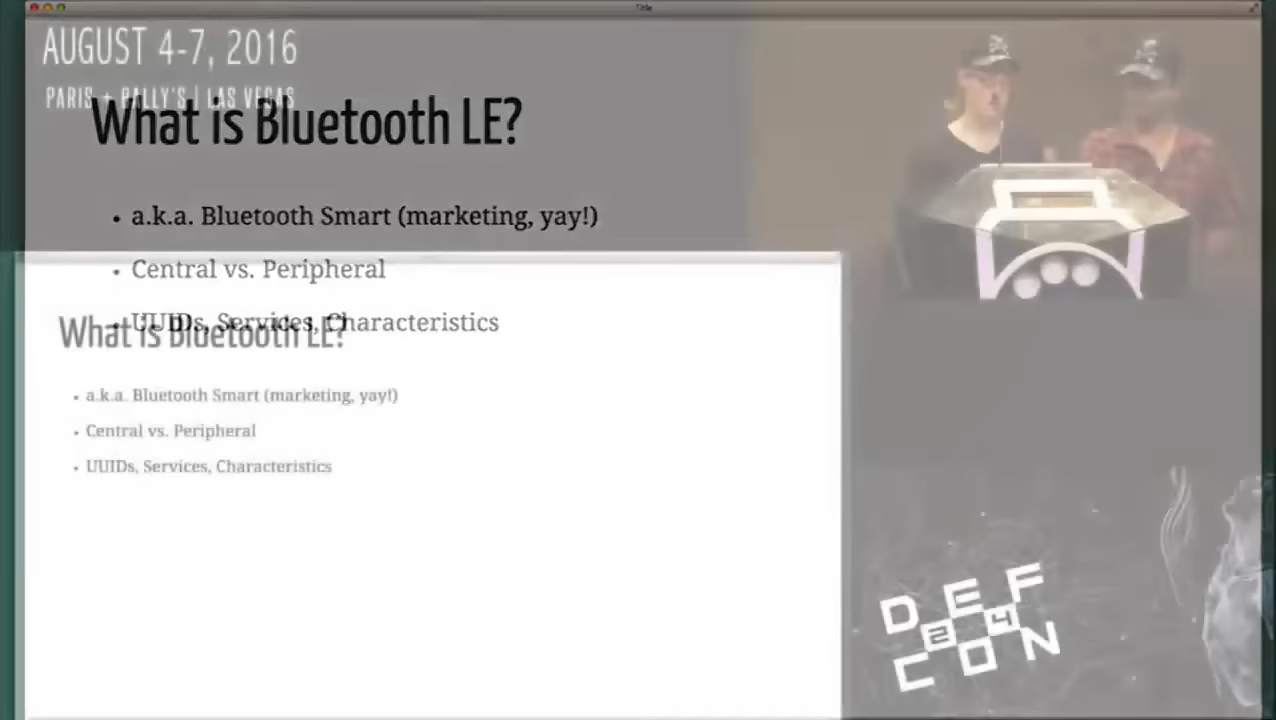 Title
AUGUST 4-7, 2016
PARIS + BALLY'S | LAS VEGAS
What is Bluetooth LE?
• a.k.a. Bluetooth Smart (marketing, yay!)
• Central vs. Peripheral
• UUIDs, Services, Characteristics
What is Bluetooth LE?
• a.k.a. Bluetooth Smart (marketing, yay!)
• Central vs. Peripheral
• UUIDs, Services, Characteristics
DEF
24
CON